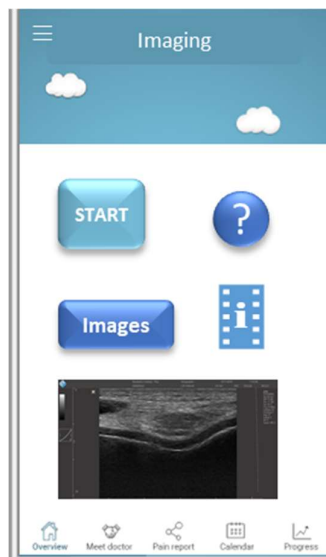 Imaging
START
?
Images
i
Overview
Meet doctor
Pain report
Calendar
Progress